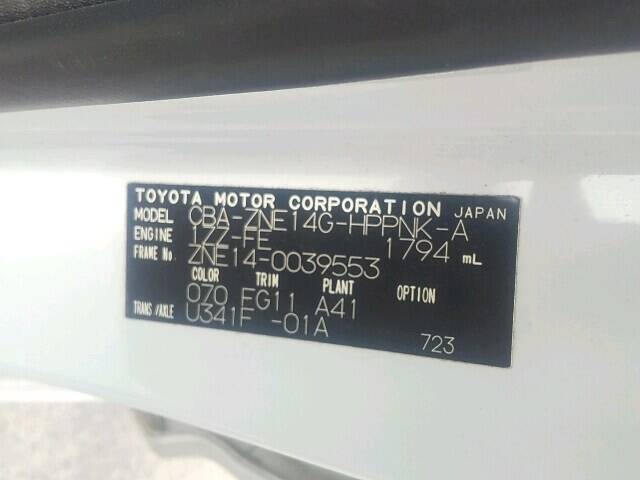 TOYOTA MOTOR CORPORATION JAPAN
MODEL CBA-ZNE14G-HPPNK-A
ENGINE 1ZZ-FE 1794 mL
FRAME No. ZNE14-0039553
COLOR TRIM PLANT OPTION
070 FG11 A41
TRANS./AXLE U341F -01A
723